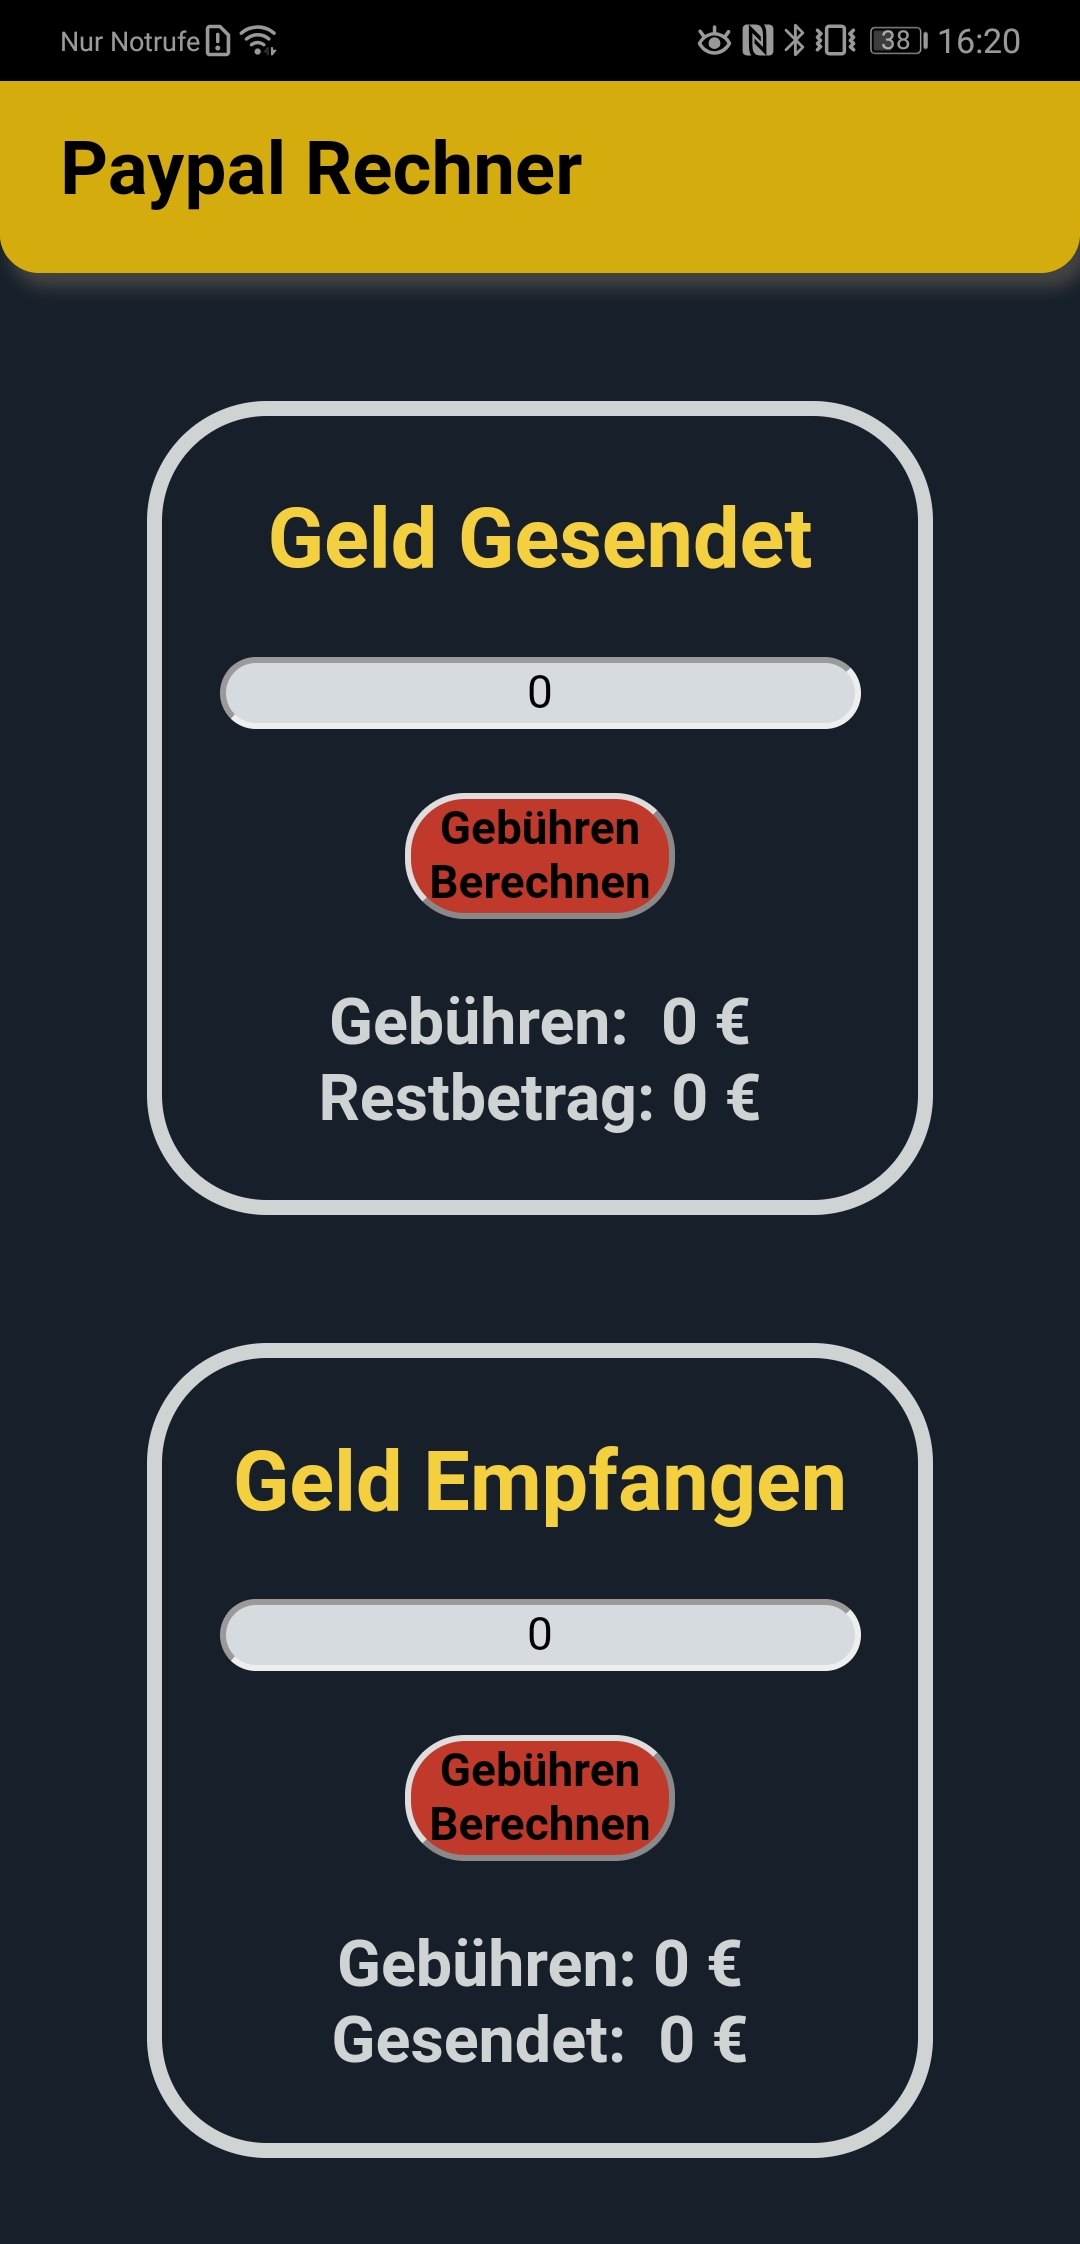 Nur Notrufe 38 16:20
Paypal Rechner
Geld Gesendet
0
Gebühren
Berechnen
Gebühren: 0 €
Restbetrag: 0 €
Geld Empfangen
0
Gebühren
Berechnen
Gebühren: 0 €
Gesendet: 0 €